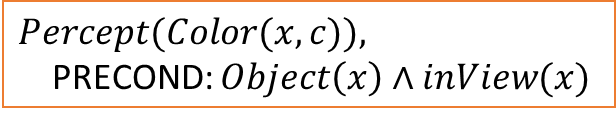 Percept(Color(x, c)),
PRECOND: Object(x) ∧ inView(x)